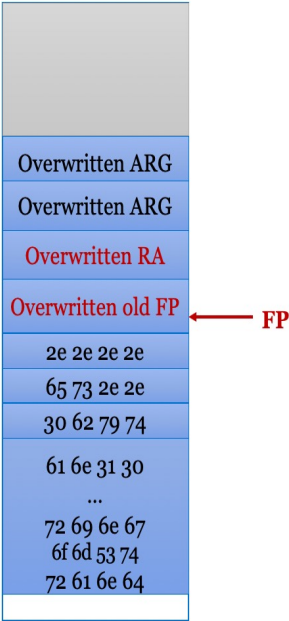 Overwritten ARG
Overwritten ARG
Overwritten RA
Overwritten old FP
FP
2e 2e 2e 2e
65 73 2e 2e
30 62 79 74
61 6e 31 30
...
72 69 6e 67
6f 6d 53 74
72 61 6e 64